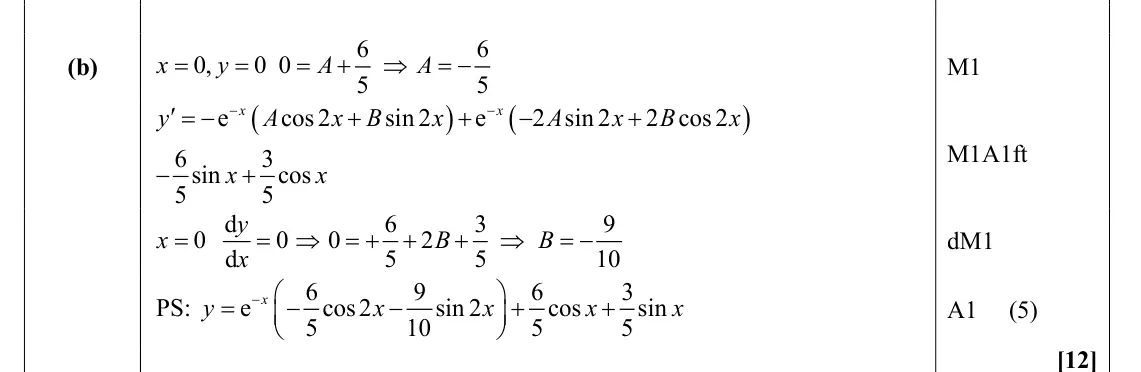 (b) x = 0, y = 0 0 = A + 6/5 ⇒ A = −6/5 M1
y′ = −e^{−x}(A cos 2x + B sin 2x) + e^{−x}(−2A sin 2x + 2B cos 2x)
−6/5 sin x + 3/5 cos x M1A1ft
x = 0 dy/dx = 0 ⇒ 0 = +6/5 + 2B + 3/5 ⇒ B = −9/10 dM1
PS: y = e^{−x}(−6/5 cos 2x − 9/10 sin 2x) + 6/5 cos x + 3/5 sin x A1 (5)
[12]